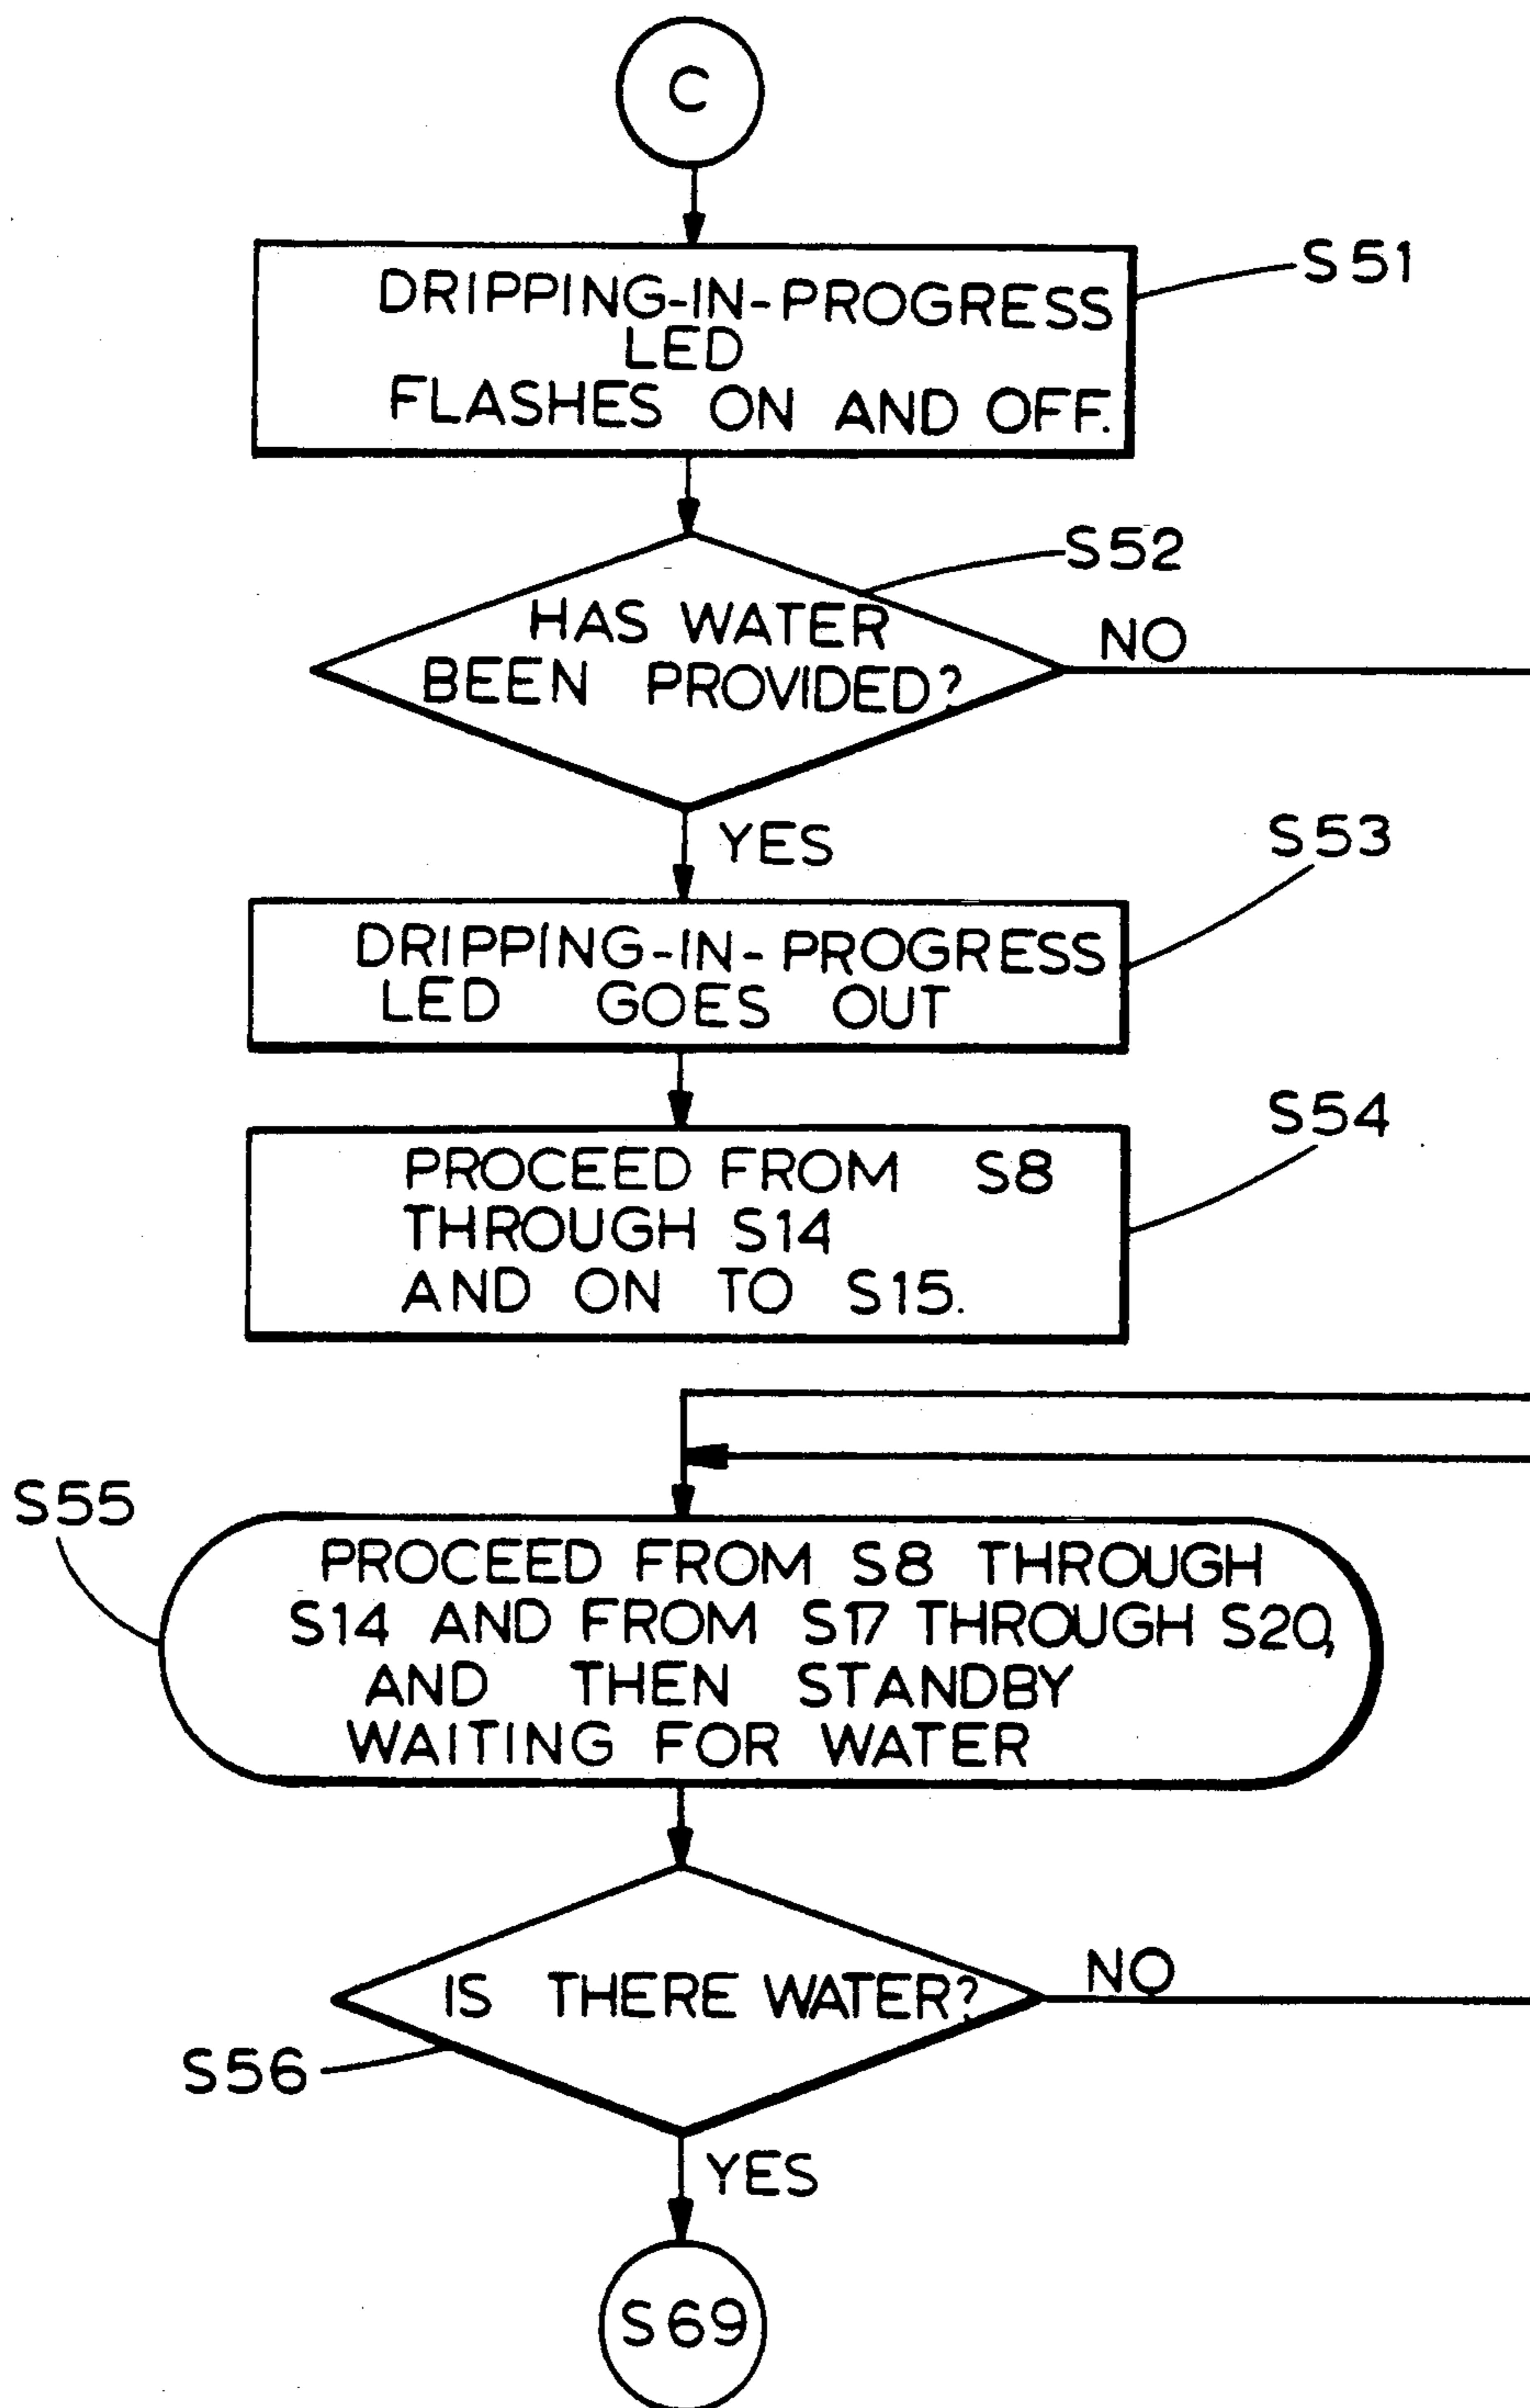 C
DRIPPING-IN-PROGRESS
LED
FLASHES ON AND OFF.
S51
S52
HAS WATER
BEEN PROVIDED?
NO
YES
S53
DRIPPING-IN-PROGRESS
LED GOES OUT
S54
PROCEED FROM S8
THROUGH S14
AND ON TO S15.
S55
PROCEED FROM S8 THROUGH
S14 AND FROM S17 THROUGH S20,
AND THEN STANDBY
WAITING FOR WATER
IS THERE WATER?
NO
S56
YES
S69